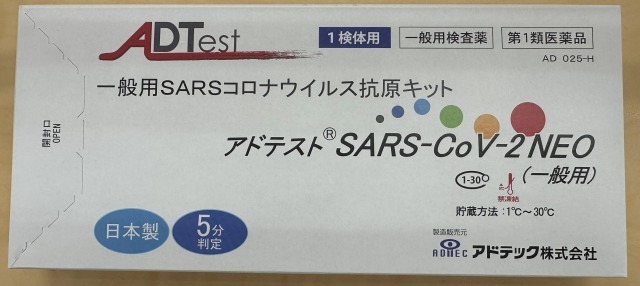 ADTest
1検体用 一般用検査薬 第1類医薬品
AD 025-H
一般用SARSコロナウイルス抗原キット
開封口
OPEN
アドテスト® SARS-CoV-2 NEO
(一般用)
1-30
禁凍結
貯蔵方法：1℃～30℃
日本製
5分
判定
製造販売元
ADTEC アドテック株式会社